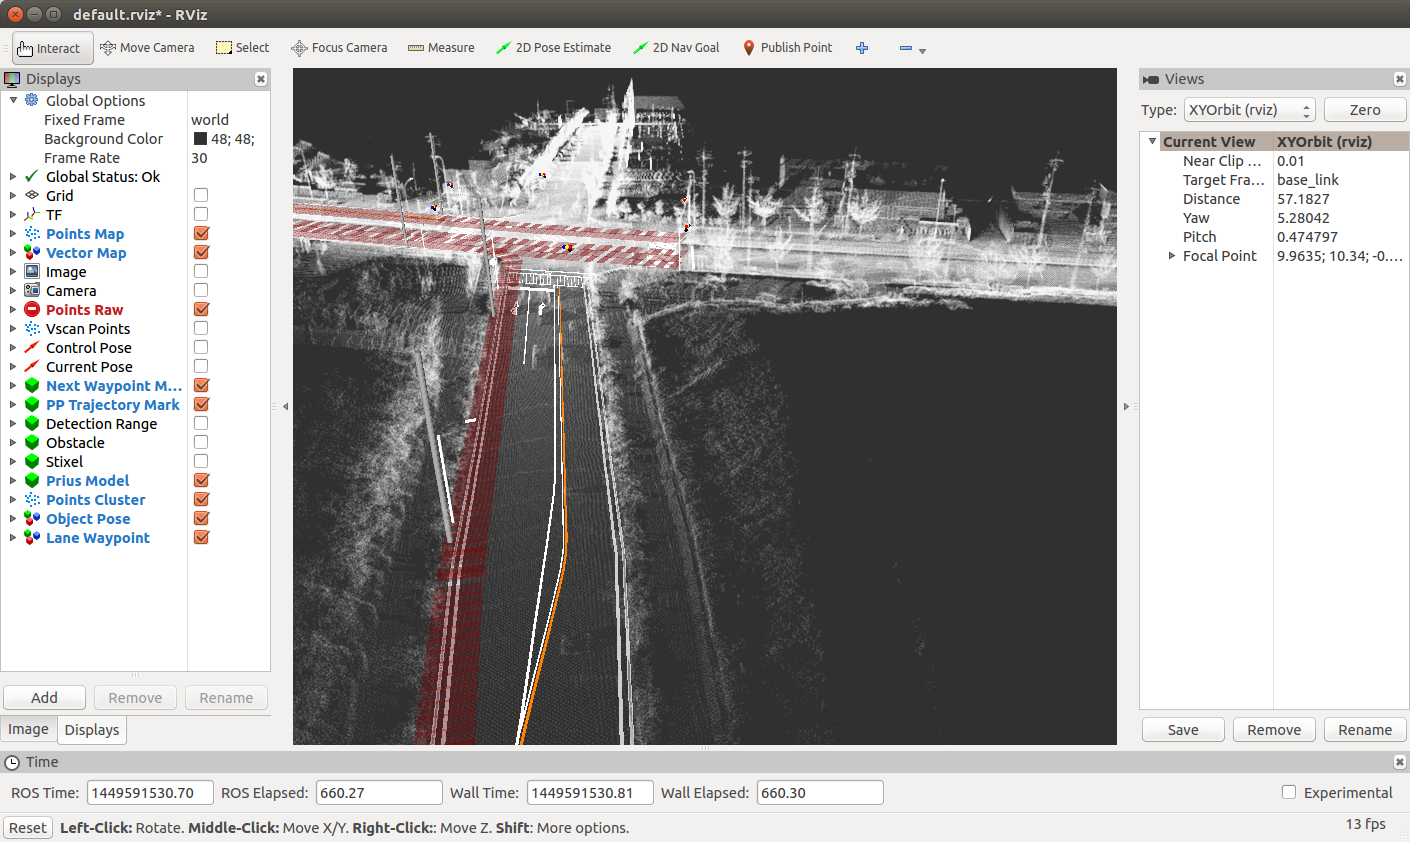 default.rviz* - RViz
Interact Move Camera Select Focus Camera Measure 2D Pose Estimate 2D Nav Goal Publish Point
Displays
Global Options
Fixed Frame world
Background Color 48; 48;
Frame Rate 30
Global Status: Ok
Grid
TF
Points Map
Vector Map
Image
Camera
Points Raw
Vscan Points
Control Pose
Current Pose
Next Waypoint M...
PP Trajectory Mark
Detection Range
Obstacle
Stixel
Prius Model
Points Cluster
Object Pose
Lane Waypoint
Add Remove Rename
Image Displays
Views
Type: XYOrbit (rviz) Zero
Current View XYOrbit (rviz)
Near Clip ... 0.01
Target Fra... base_link
Distance 57.1827
Yaw 5.28042
Pitch 0.474797
Focal Point 9.9635; 10.34; -0....
Save Remove Rename
Time
ROS Time: 1449591530.70 ROS Elapsed: 660.27 Wall Time: 1449591530.81 Wall Elapsed: 660.30 Experimental
Reset Left-Click: Rotate. Middle-Click: Move X/Y. Right-Click:: Move Z. Shift: More options. 13 fps